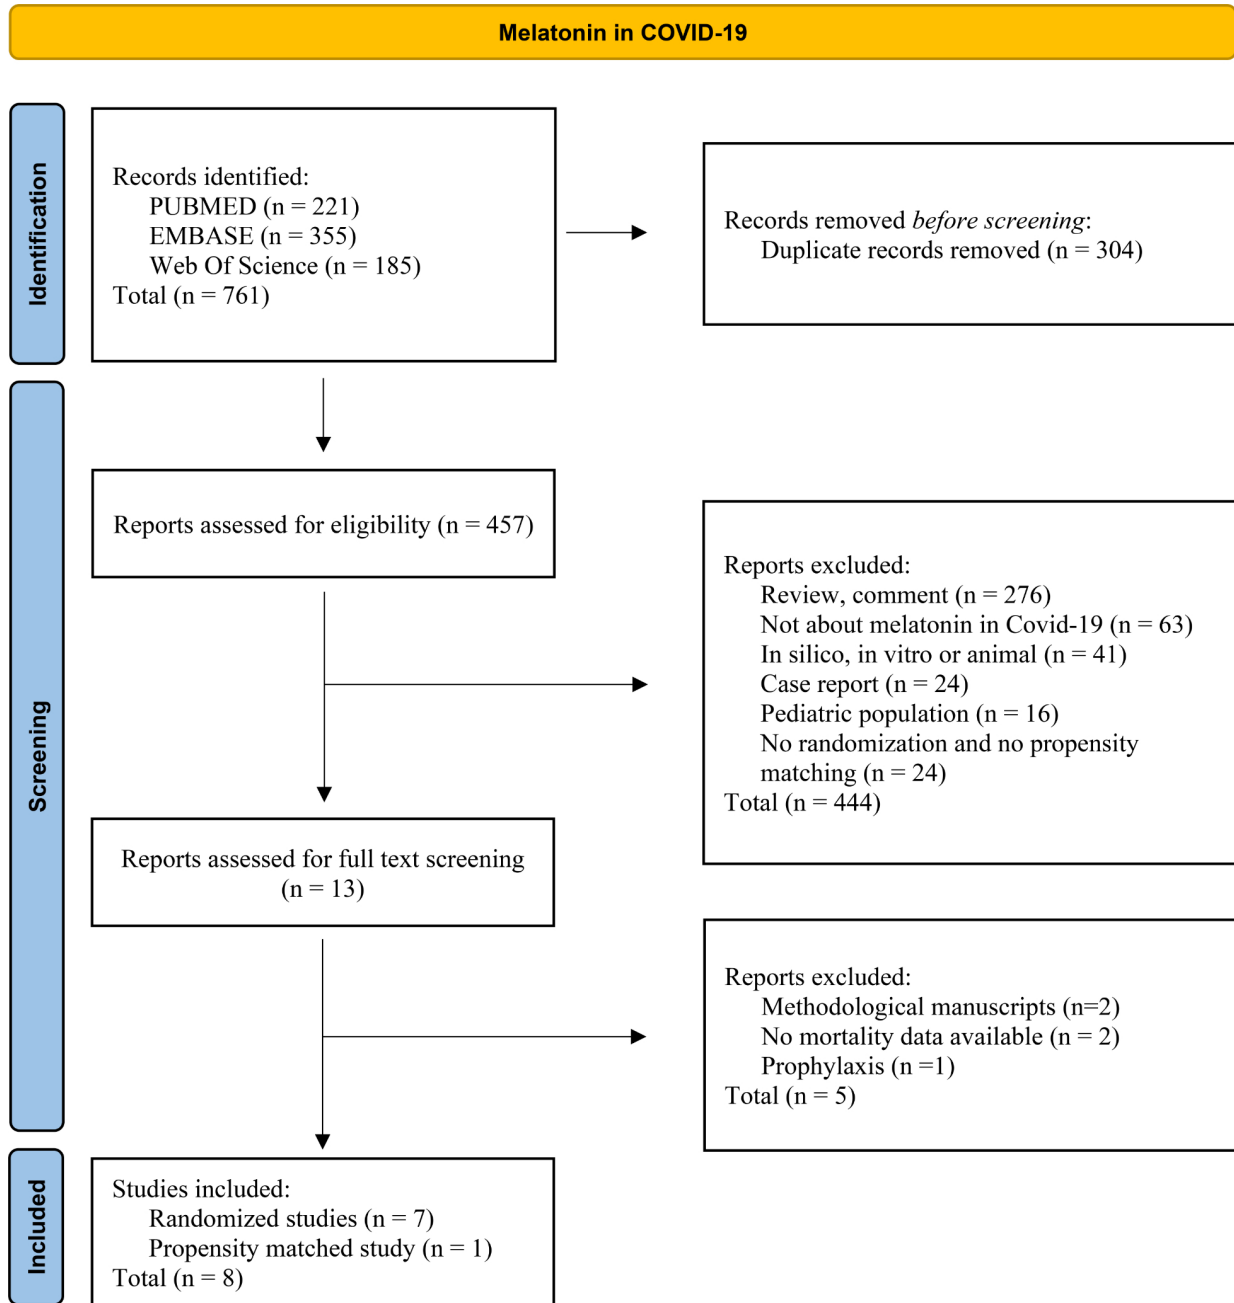 Melatonin in COVID-19
Identification
Records identified:
PUBMED (n = 221)
EMBASE (n = 355)
Web Of Science (n = 185)
Total (n = 761)
Records removed before screening:
Duplicate records removed (n = 304)
Screening
Reports assessed for eligibility (n = 457)
Reports excluded:
Review, comment (n = 276)
Not about melatonin in Covid-19 (n = 63)
In silico, in vitro or animal (n = 41)
Case report (n = 24)
Pediatric population (n = 16)
No randomization and no propensity
matching (n = 24)
Total (n = 444)
Reports assessed for full text screening
(n = 13)
Reports excluded:
Methodological manuscripts (n=2)
No mortality data available (n = 2)
Prophylaxis (n =1)
Total (n = 5)
Included
Studies included:
Randomized studies (n = 7)
Propensity matched study (n = 1)
Total (n = 8)